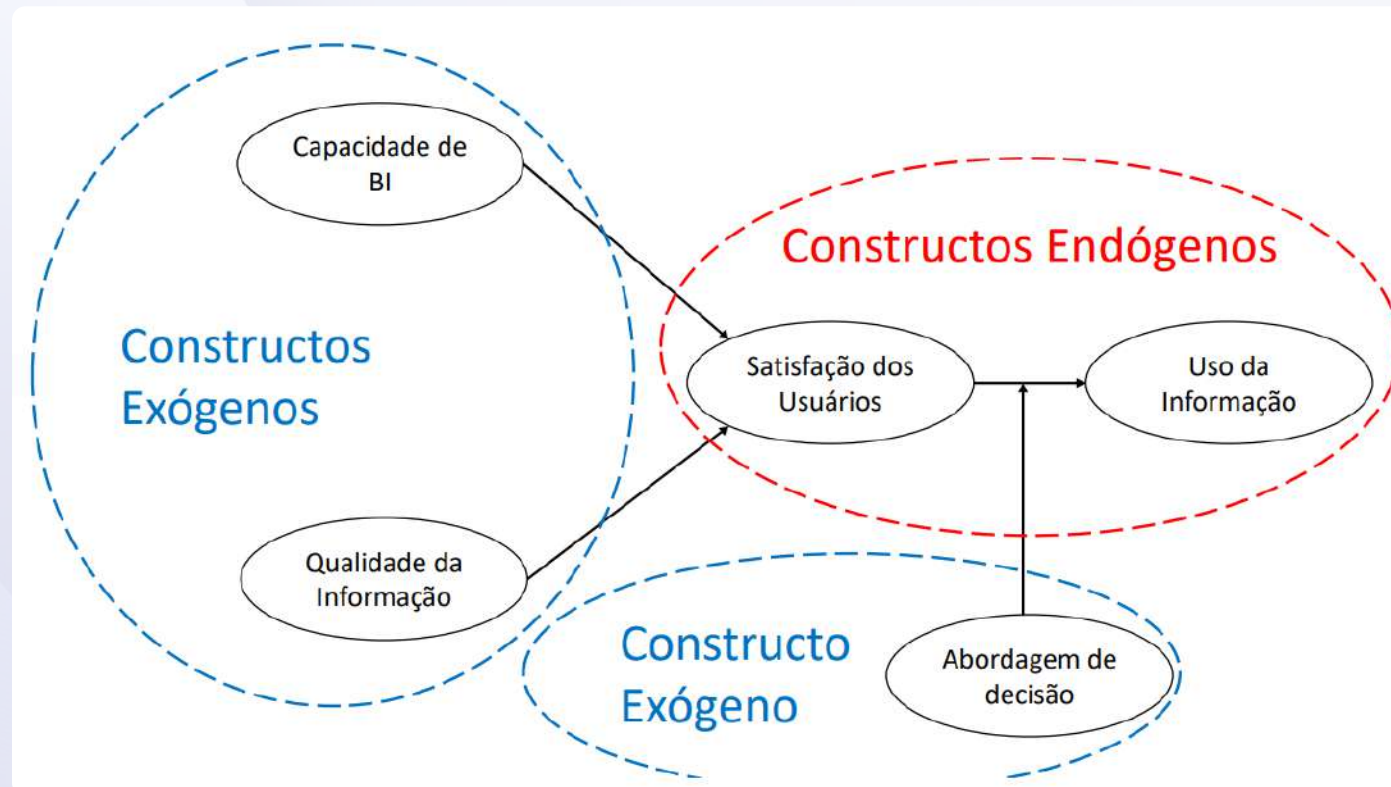 Capacidade de
BI
Constructos Endógenos
Constructos
Exógenos
Satisfação dos
Usuários
Uso da
Informação
Qualidade da
Informação
Constructo
Exógeno
Abordagem de
decisão